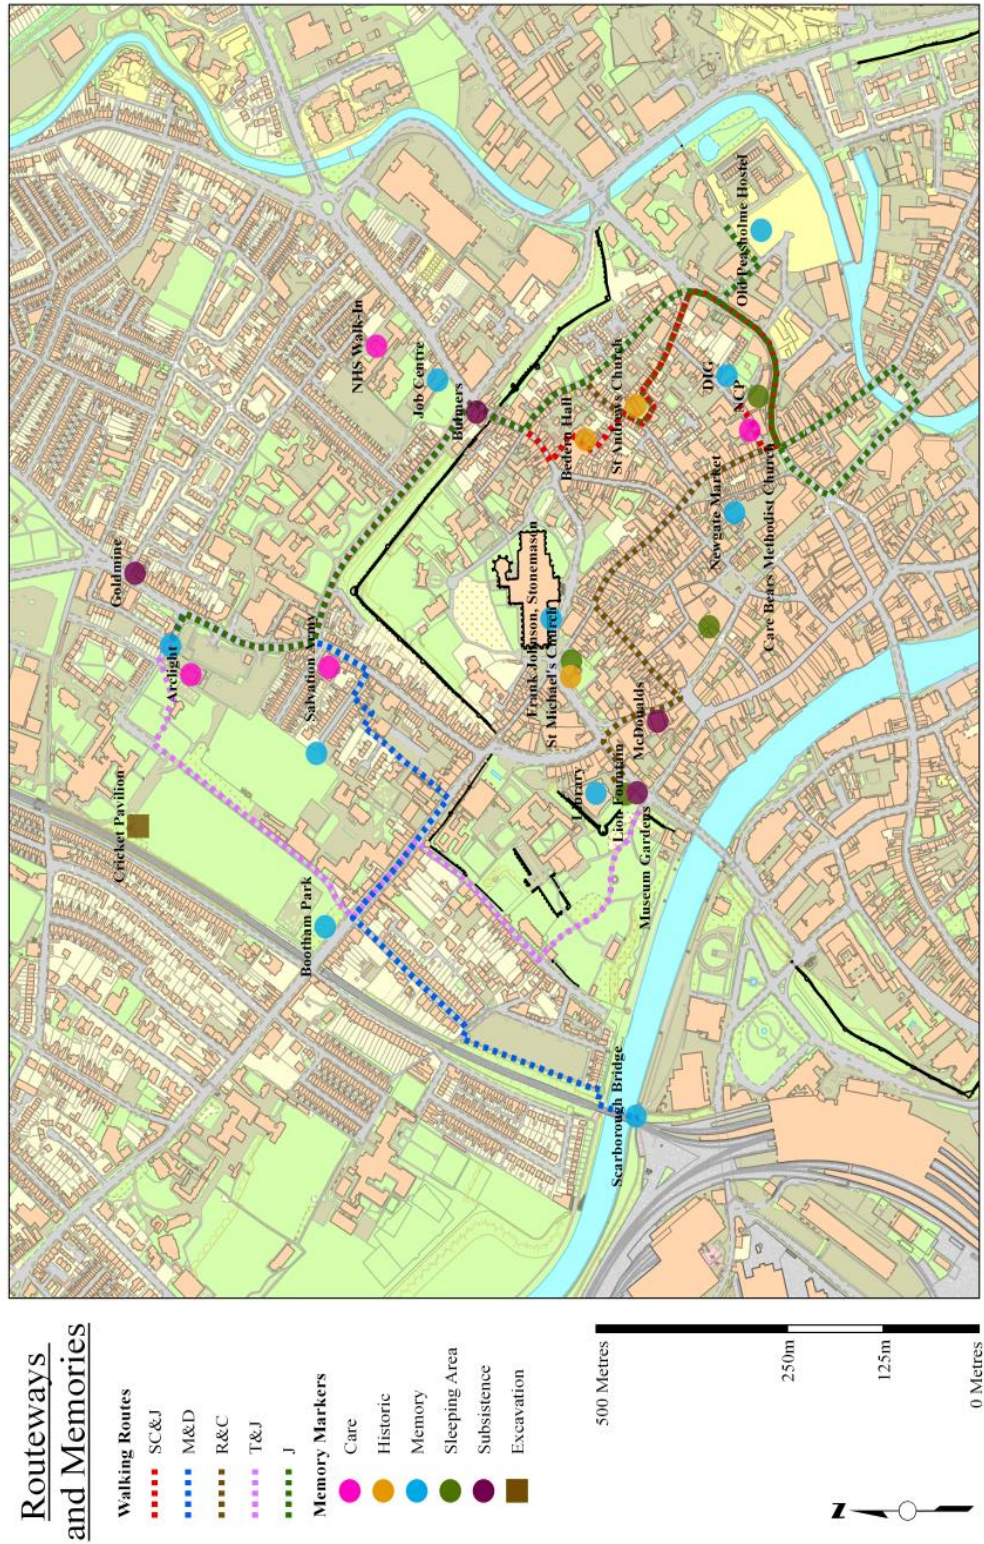 Routeways
and Memories
Walking Routes
SC&J
M&D
R&C
T&J
J
Memory Markers
Care
Historic
Memory
Sleeping Area
Subsistence
Excavation
500 Metres
250m
125m
0 Metres
N
Cricket Pavilion
Goldmine
Arclight
Salvation Army
Bootham Park
NHS Walk-In
Job Centre
Bulmers
Bedern Hall
St Andrews Church
Frank Johnson, Stonemason
St Michael's Church
Library
Lion Fountain
McDonalds
Museum Gardens
Scarborough Bridge
Old Peasholme Hostel
DIG
MCP
Newgate Market
Care Bears Methodist Church